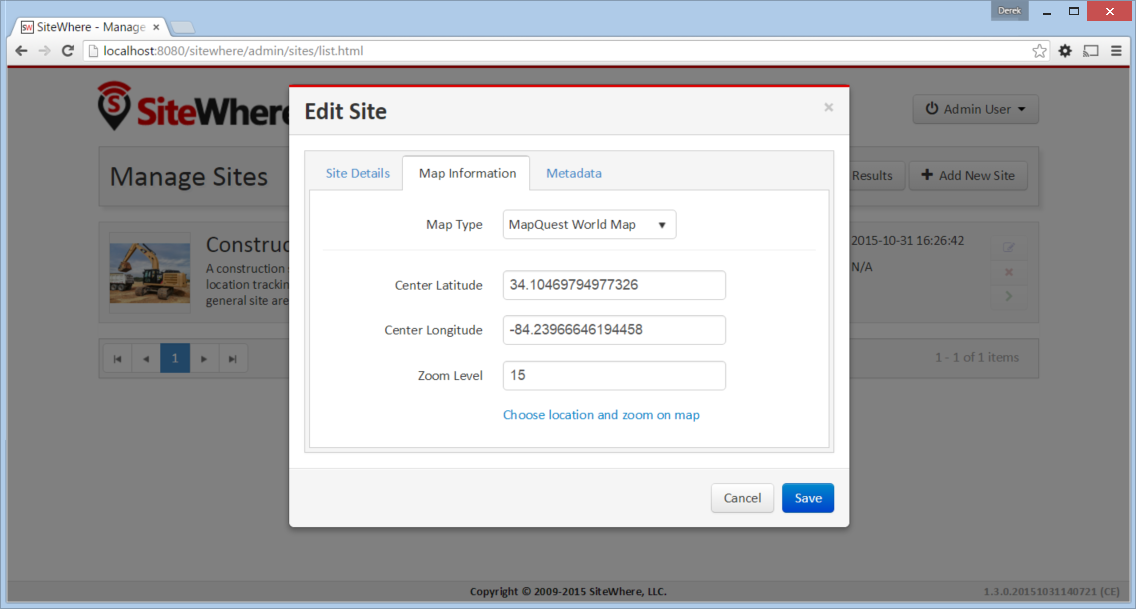 Derek
SW SiteWhere - Manage
localhost:8080/sitewhere/admin/sites/list.html
S SiteWhere
Admin User
Edit Site
×
Manage Sites
Results
Add New Site
Site Details
Map Information
Metadata
Map Type
MapQuest World Map
Construc
A construction
location trackin
general site are
2015-10-31 16:26:42
N/A
Center Latitude
34.10469794977326
Center Longitude
-84.23966646194458
Zoom Level
15
Choose location and zoom on map
1
1 - 1 of 1 items
Cancel
Save
Copyright © 2009-2015 SiteWhere, LLC.
1.3.0.20151031140721 (CE)